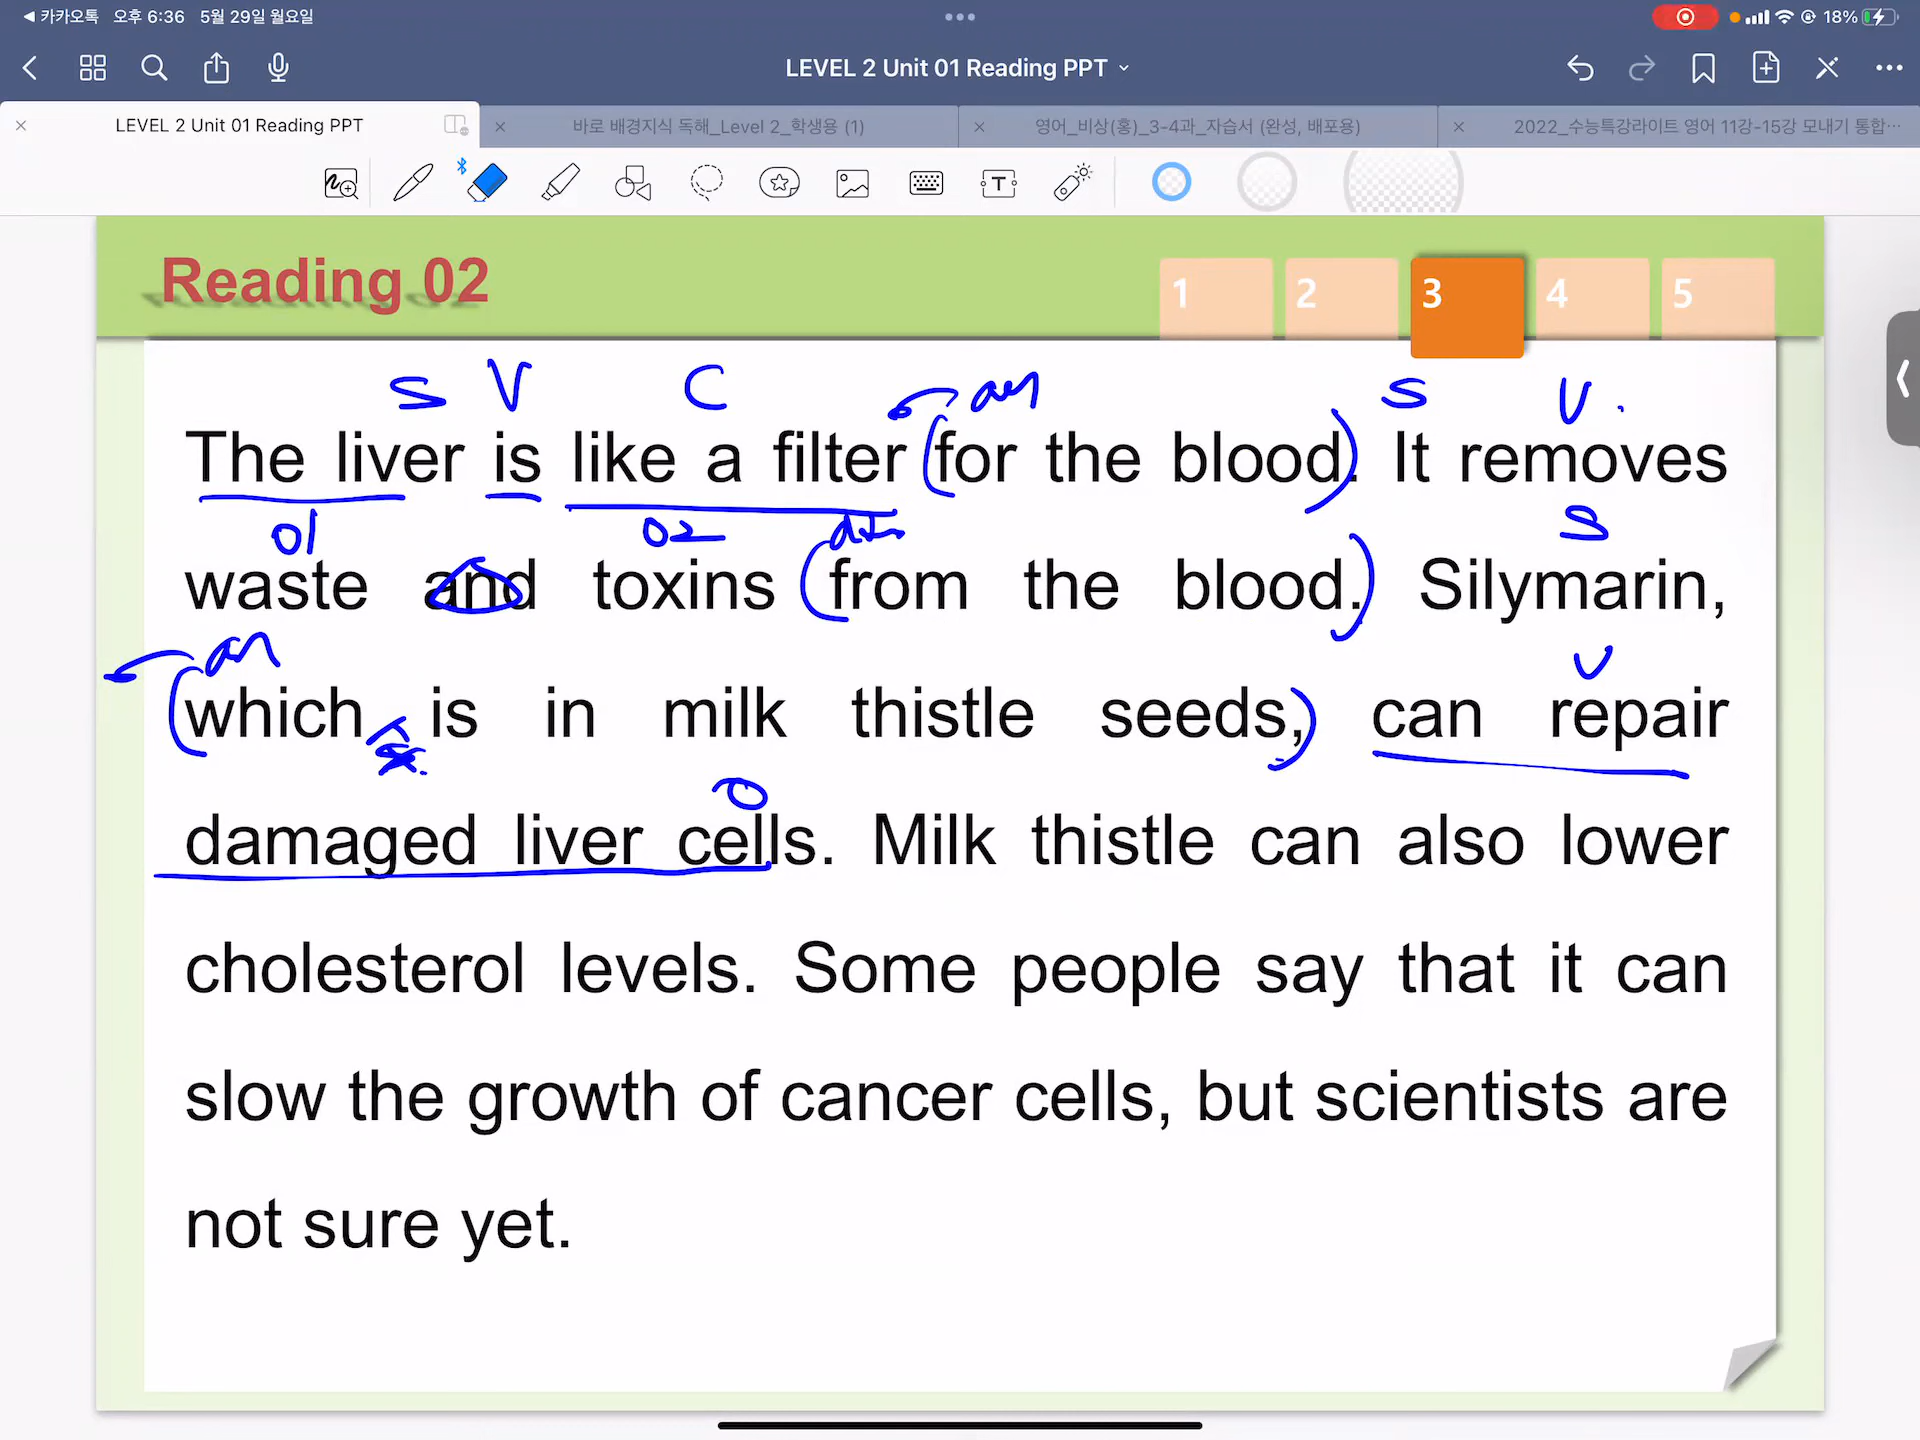 카카오톡 오후 6:36 5월 29일 월요일 18%
LEVEL 2 Unit 01 Reading PPT
LEVEL 2 Unit 01 Reading PPT 바로 배경지식 독해_Level 2_학생용 (1) 영어_비상(홍)_3-4과_자습서 (완성, 배포용) 2022_수능특강라이트 영어 11강-15강 모내기 통합…
Reading 02 1 2 3 4 5
S V C S V
The liver is like a filter (for the blood.) It removes
01 02 S
waste and toxins (from the blood.) Silymarin,
V
(which is in milk thistle seeds,) can repair
O
damaged liver cells. Milk thistle can also lower
cholesterol levels. Some people say that it can
slow the growth of cancer cells, but scientists are
not sure yet.